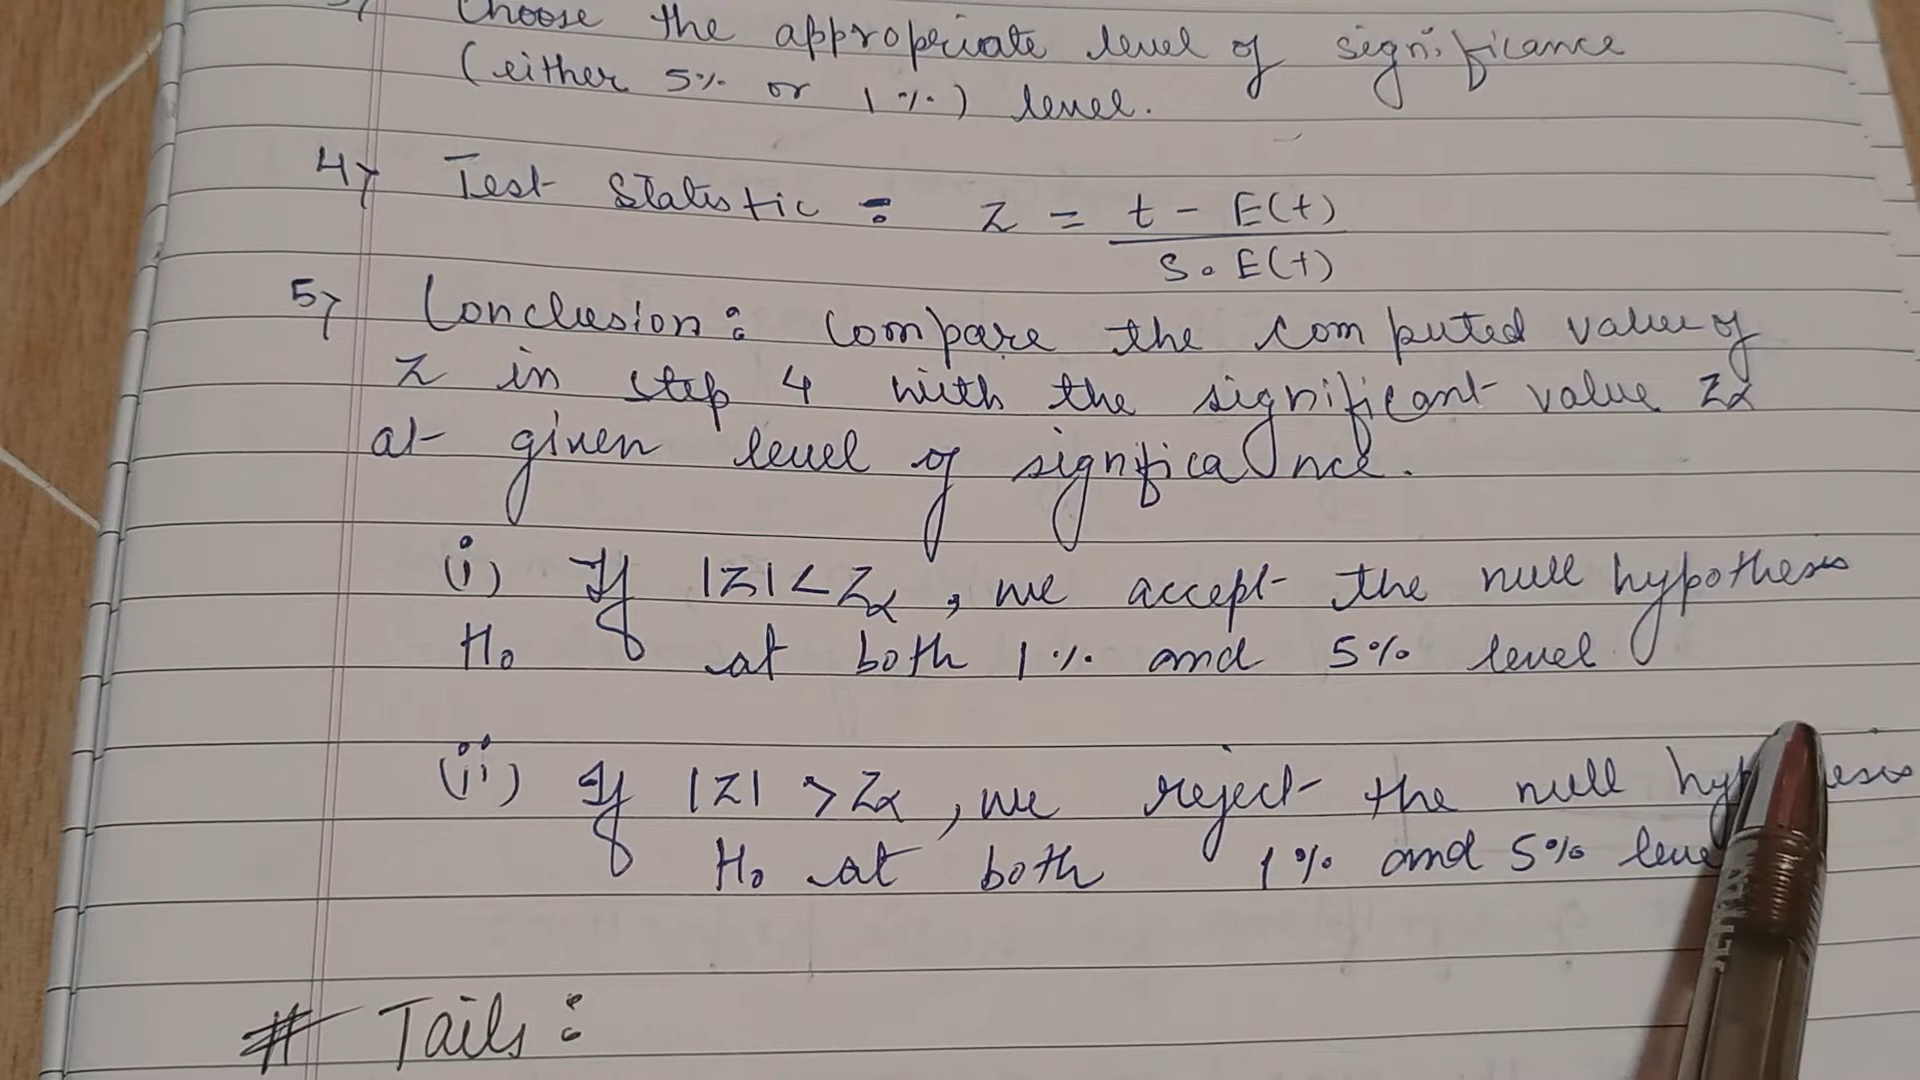 Choose the appropriate level of significance
(either 5% or 1%) level.
4) Test Statistic : Z = t - E(t) / S.E(t)
5) Conclusion: Compare the computed value of
Z in step 4 with the significant value Zα
at given level of significance.
(i) If |Z| < Zα, we accept the null hypothesis
H₀ at both 1% and 5% level
(ii) If |Z| > Zα, we reject the null
H₀ at both 1% and 5%
# Tails: